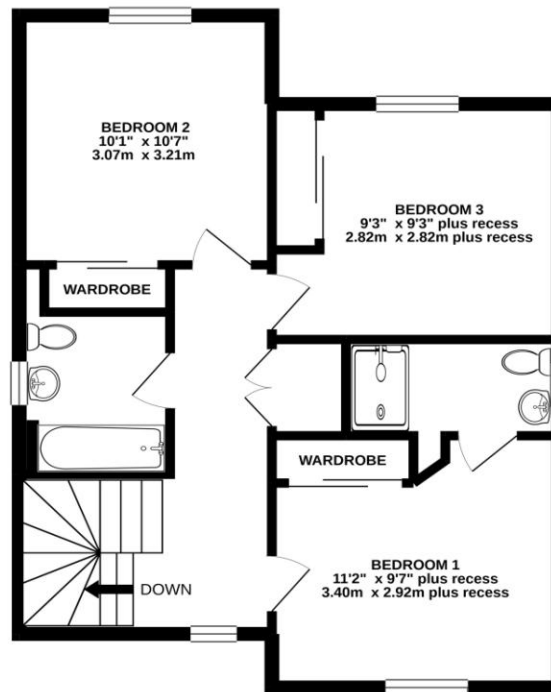 BEDROOM 2
10'1" x 10'7"
3.07m x 3.21m
BEDROOM 3
9'3" x 9'3" plus recess
2.82m x 2.82m plus recess
WARDROBE
WARDROBE
BEDROOM 1
11'2" x 9'7" plus recess
3.40m x 2.92m plus recess
DOWN